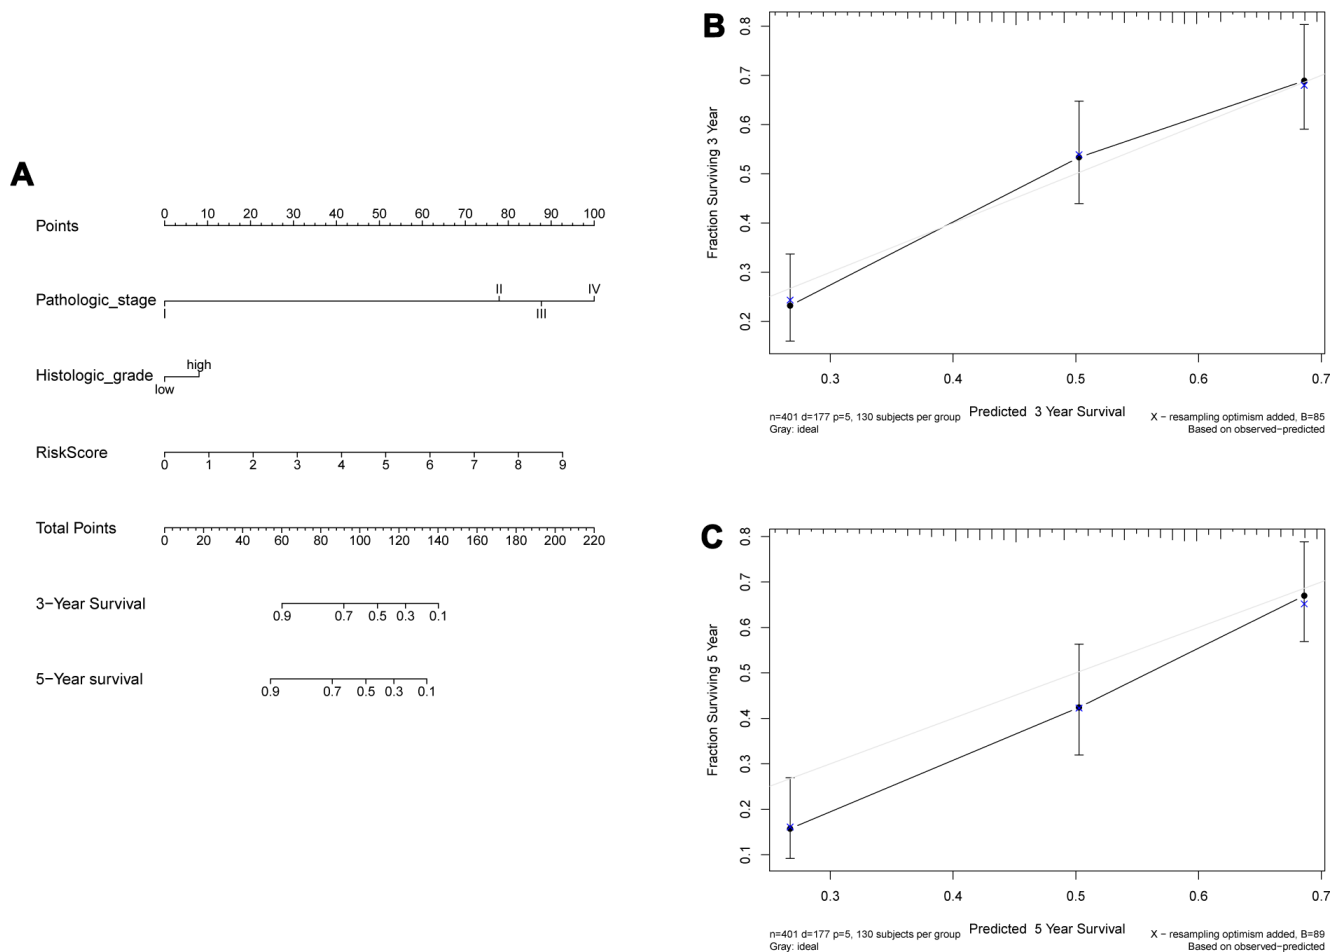 A
Points
0 10 20 30 40 50 60 70 80 90 100
Pathologic_stage
II IV
I III
Histologic_grade
high
low
RiskScore
0 1 2 3 4 5 6 7 8 9
Total Points
0 20 40 60 80 100 120 140 160 180 200 220
3−Year Survival
0.9 0.7 0.5 0.3 0.1
5−Year survival
0.9 0.7 0.5 0.3 0.1
B
Fraction Surviving 3 Year
0.8
0.7
0.6
0.5
0.4
0.3
0.2
0.3 0.4 0.5 0.6 0.7
Predicted 3 Year Survival
n=401 d=177 p=5, 130 subjects per group
Gray: ideal
X − resampling optimism added, B=85
Based on observed−predicted
C
Fraction Surviving 5 Year
0.8
0.7
0.6
0.5
0.4
0.3
0.2
0.1
0.3 0.4 0.5 0.6 0.7
Predicted 5 Year Survival
n=401 d=177 p=5, 130 subjects per group
Gray: ideal
X − resampling optimism added, B=89
Based on observed−predicted